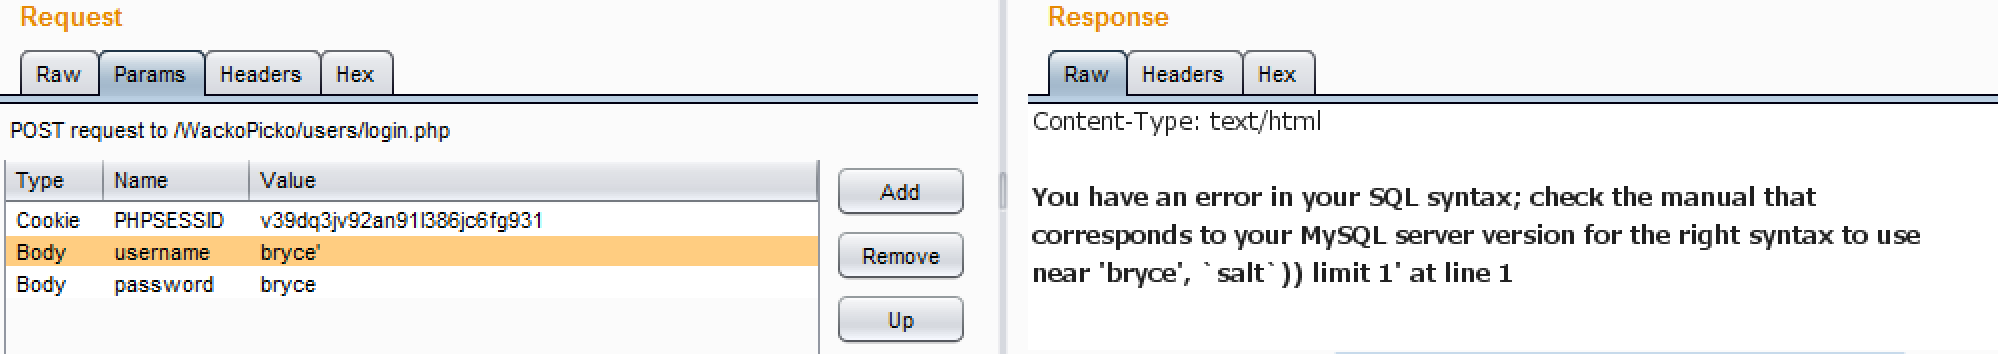 Request
Raw Params Headers Hex
POST request to /WackoPicko/users/login.php
Type Name Value
Cookie PHPSESSID v39dq3jv92an91l386jc6fg931
Body username bryce'
Body password bryce
Add
Remove
Up
Response
Raw Headers Hex
Content-Type: text/html
You have an error in your SQL syntax; check the manual that
corresponds to your MySQL server version for the right syntax to use
near 'bryce', `salt`)) limit 1' at line 1